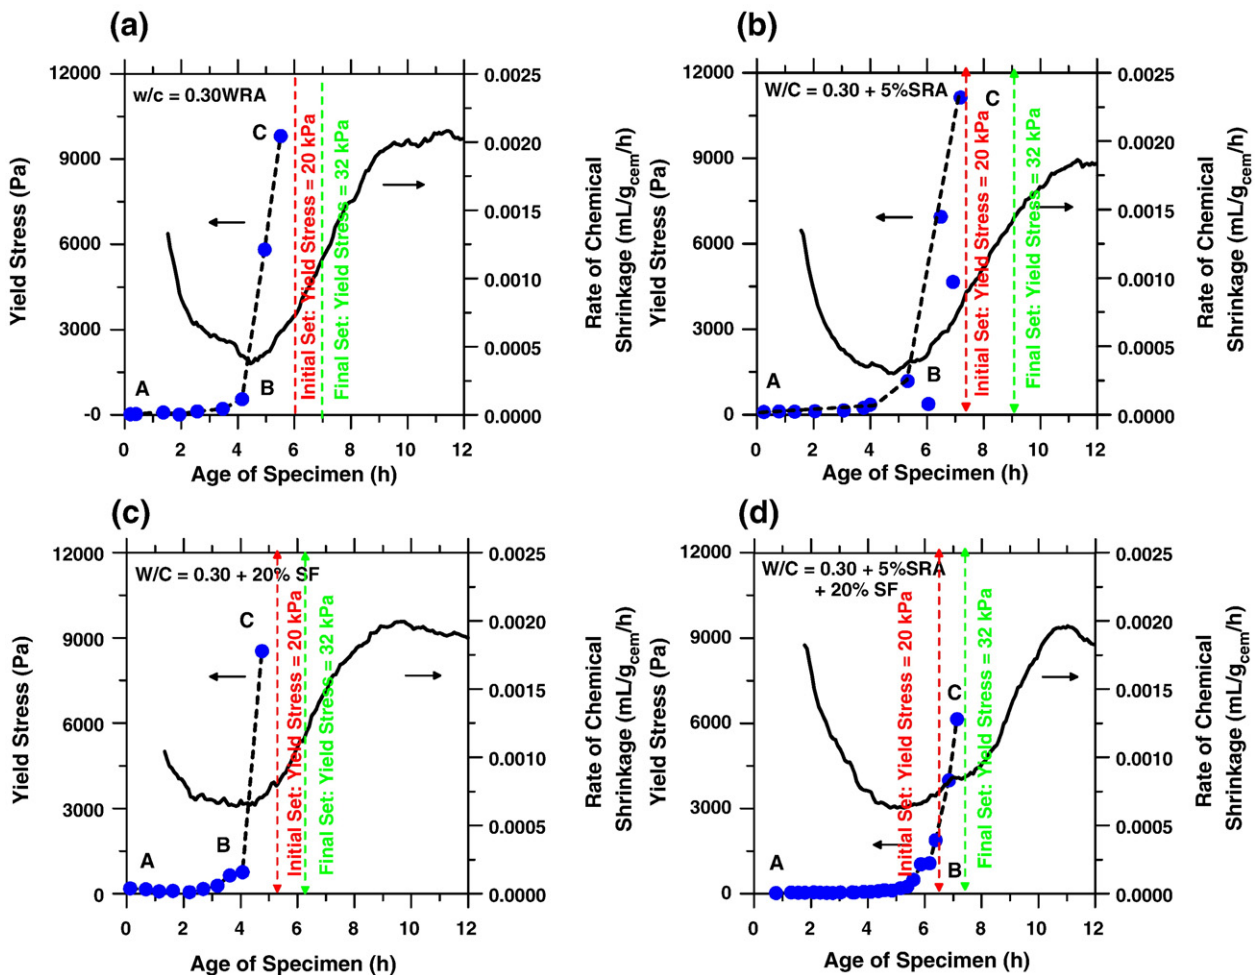 (a)
w/c = 0.30WRA
12000
9000
6000
3000
-0
Yield Stress (Pa)
0.0025
0.0020
0.0015
0.0010
0.0005
0.0000
Rate of Chemical
Shrinkage (mL/gcem/h)
A
B
C
Initial Set: Yield Stress = 20 kPa
Final Set: Yield Stress = 32 kPa
0 2 4 6 8 10 12
Age of Specimen (h)
(b)
W/C = 0.30 + 5%SRA
12000
9000
6000
3000
0
Yield Stress (Pa)
0.0025
0.0020
0.0015
0.0010
0.0005
0.0000
Rate of Chemical
Shrinkage (mL/gcem/h)
A
B
C
Initial Set: Yield Stress = 20 kPa
Final Set: Yield Stress = 32 kPa
0 2 4 6 8 10 12
Age of Specimen (h)
(c)
W/C = 0.30 + 20% SF
12000
9000
6000
3000
0
Yield Stress (Pa)
0.0025
0.0020
0.0015
0.0010
0.0005
0.0000
Rate of Chemical
Shrinkage (mL/gcem/h)
A
B
C
Initial Set: Yield Stress = 20 kPa
Final Set: Yield Stress = 32 kPa
0 2 4 6 8 10 12
Age of Specimen (h)
(d)
W/C = 0.30 + 5%SRA
+ 20% SF
12000
9000
6000
3000
0
Yield Stress (Pa)
0.0025
0.0020
0.0015
0.0010
0.0005
0.0000
Rate of Chemical
Shrinkage (mL/gcem/h)
A
B
C
Initial Set: Yield Stress = 20 kPa
Final Set: Yield Stress = 32 kPa
0 2 4 6 8 10 12
Age of Specimen (h)